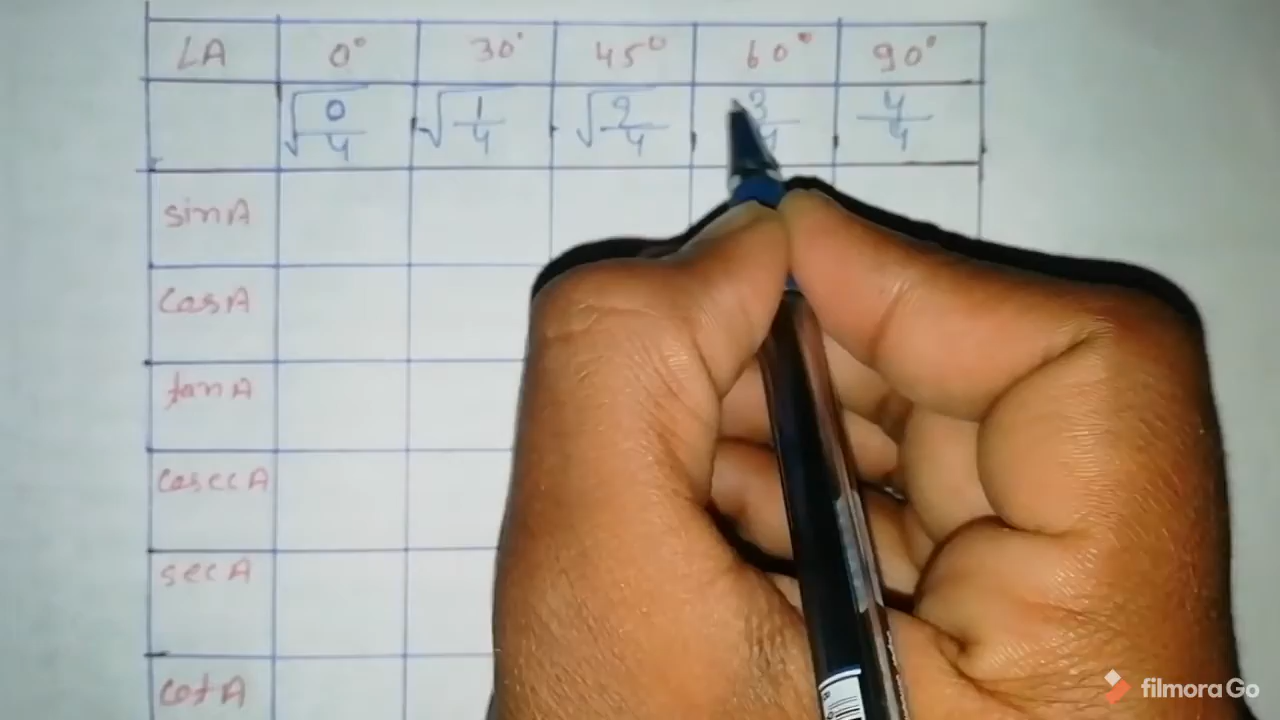 ∠A 0° 30° 45° 60° 90°
√0/4 √1/4 √2/4 3/4 4/4
sinA
cosA
tanA
cosecA
secA
cotA
filmoraGo